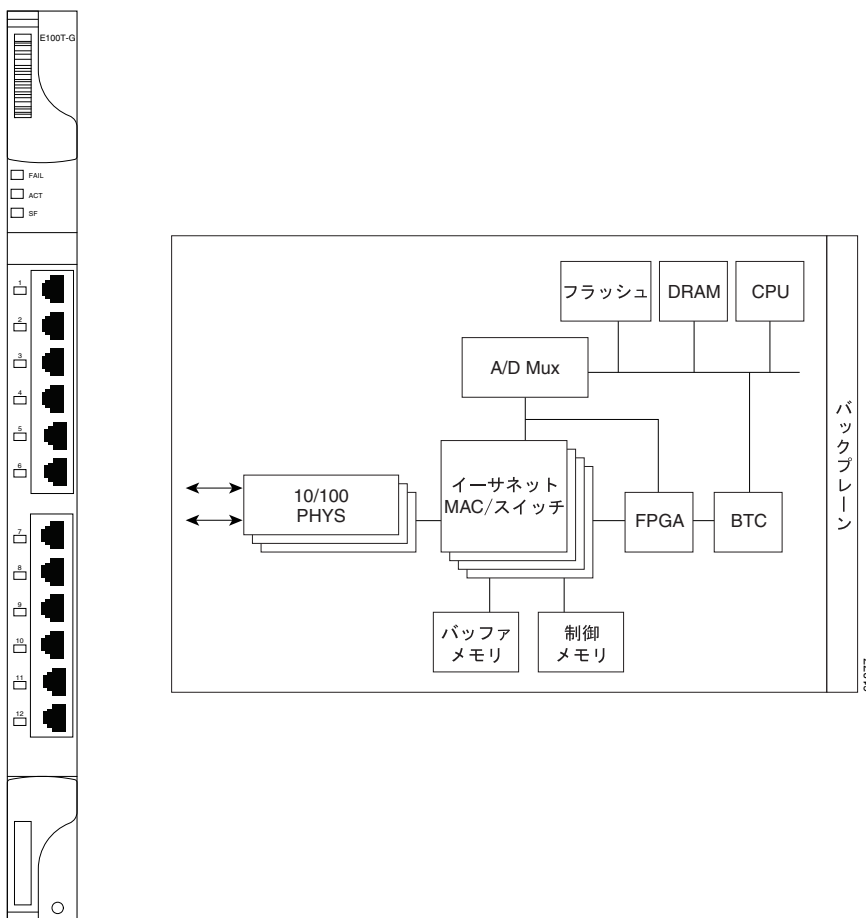 E100T-G
FAIL
ACT
SF
1
2
3
4
5
6
7
8
9
10
11
12
フラッシュ
DRAM
CPU
A/D Mux
イーサネット
MAC/スイッチ
10/100
PHYS
FPGA
BTC
バッファ
メモリ
制御
メモリ
バックプレーン